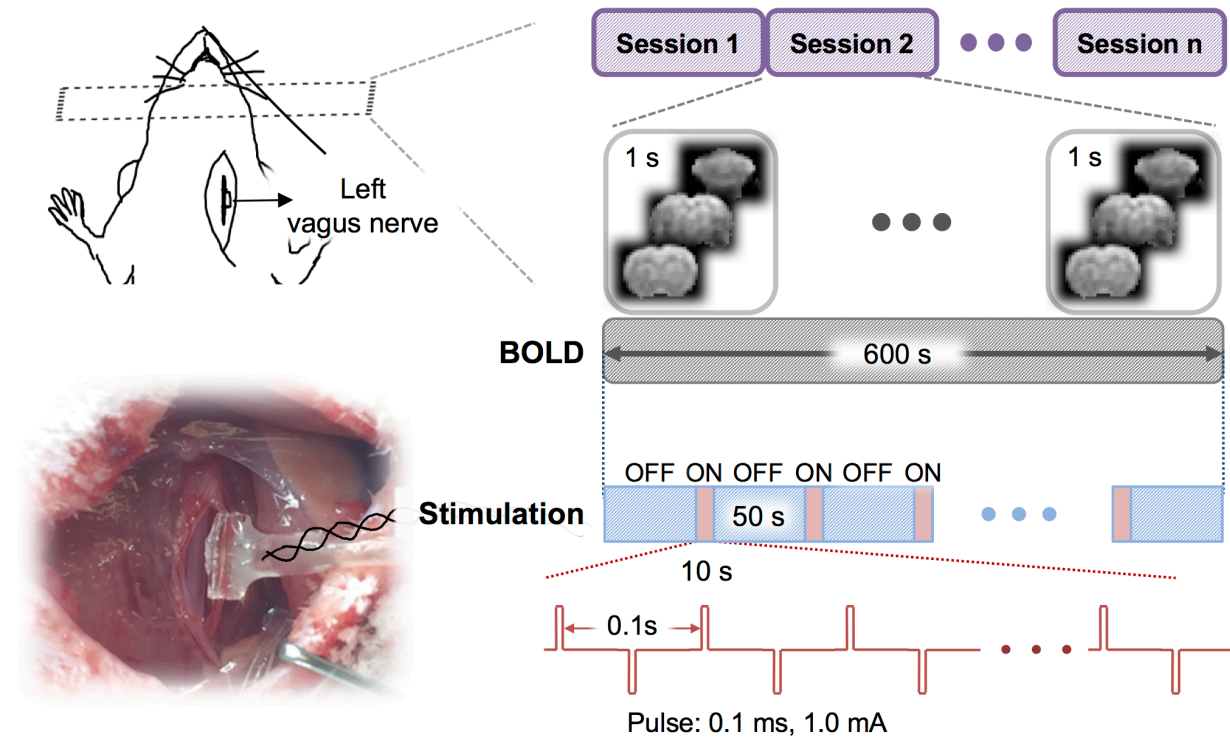 Session 1
Session 2
Session n
1 s
1 s
Left
vagus nerve
BOLD
600 s
OFF ON OFF ON OFF ON
Stimulation
50 s
10 s
0.1s
Pulse: 0.1 ms, 1.0 mA